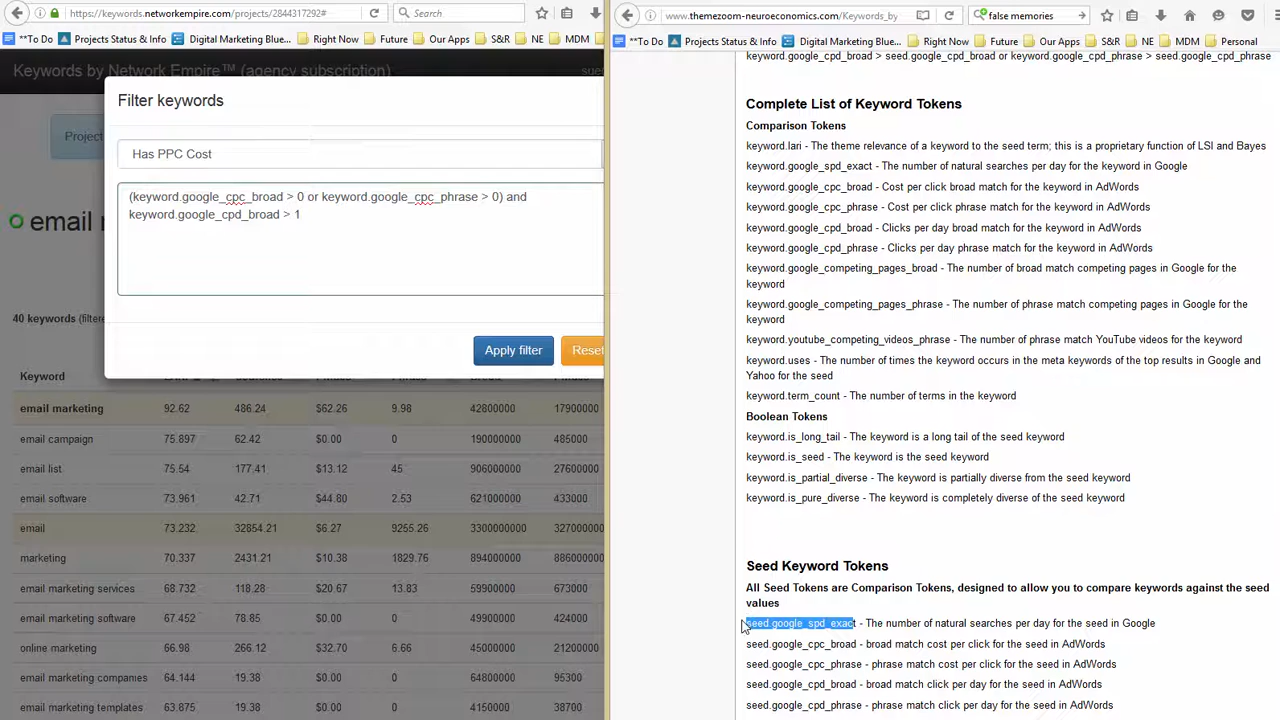 https://keywords.networkempire.com/projects/2844317292#
Search
**To Do
Projects Status & Info
Digital Marketing Blue...
Right Now
Future
Our Apps
S&R
NE
MDM
Keywords by Network Empire™ (agency subscription)
Filter keywords
Has PPC Cost
(keyword.google_cpc_broad > 0 or keyword.google_cpc_phrase > 0) and
keyword.google_cpd_broad > 1
40 keywords
Apply filter
Reset
Keyword
email marketing 92.62 486.24 $62.26 9.98 42800000 17900000
email campaign 75.897 62.42 $0.00 0 190000000 485000
email list 75.54 177.41 $13.12 45 906000000 27600000
email software 73.961 42.71 $44.80 2.53 621000000 433000
email 73.232 32854.21 $6.27 9255.26 3300000000 327000000
marketing 70.337 2431.21 $10.38 1829.76 894000000 886000000
email marketing services 68.732 118.28 $20.67 13.83 59900000 673000
email marketing software 67.452 78.85 $0.00 0 49900000 424000
online marketing 66.98 266.12 $32.70 6.66 45000000 21200000
email marketing companies 64.144 19.38 $0.00 0 64800000 95300
email marketing templates 63.875 19.38 $0.00 0 4150000 38700
www.themezoom-neuroeconomics.com/Keywords_by
false memories
**To Do
Projects Status & Info
Digital Marketing Blue...
Right Now
Future
Our Apps
S&R
NE
MDM
Personal
keyword.google_cpd_broad > seed.google_cpd_broad or keyword.google_cpd_phrase > seed.google_cpd_phrase
Complete List of Keyword Tokens
Comparison Tokens
keyword.lari - The theme relevance of a keyword to the seed term; this is a proprietary function of LSI and Bayes
keyword.google_spd_exact - The number of natural searches per day for the keyword in Google
keyword.google_cpc_broad - Cost per click broad match for the keyword in AdWords
keyword.google_cpc_phrase - Cost per click phrase match for the keyword in AdWords
keyword.google_cpd_broad - Clicks per day broad match for the keyword in AdWords
keyword.google_cpd_phrase - Clicks per day phrase match for the keyword in AdWords
keyword.google_competing_pages_broad - The number of broad match competing pages in Google for the
keyword
keyword.google_competing_pages_phrase - The number of phrase match competing pages in Google for the
keyword
keyword.youtube_competing_videos_phrase - The number of phrase match YouTube videos for the keyword
keyword.uses - The number of times the keyword occurs in the meta keywords of the top results in Google and
Yahoo for the seed
keyword.term_count - The number of terms in the keyword
Boolean Tokens
keyword.is_long_tail - The keyword is a long tail of the seed keyword
keyword.is_seed - The keyword is the seed keyword
keyword.is_partial_diverse - The keyword is partially diverse from the seed keyword
keyword.is_pure_diverse - The keyword is completely diverse of the seed keyword
Seed Keyword Tokens
All Seed Tokens are Comparison Tokens, designed to allow you to compare keywords against the seed
values
seed.google_spd_exact - The number of natural searches per day for the seed in Google
seed.google_cpc_broad - broad match cost per click for the seed in AdWords
seed.google_cpc_phrase - phrase match cost per click for the seed in AdWords
seed.google_cpd_broad - broad match click per day for the seed in AdWords
seed.google_cpd_phrase - phrase match click per day for the seed in AdWords